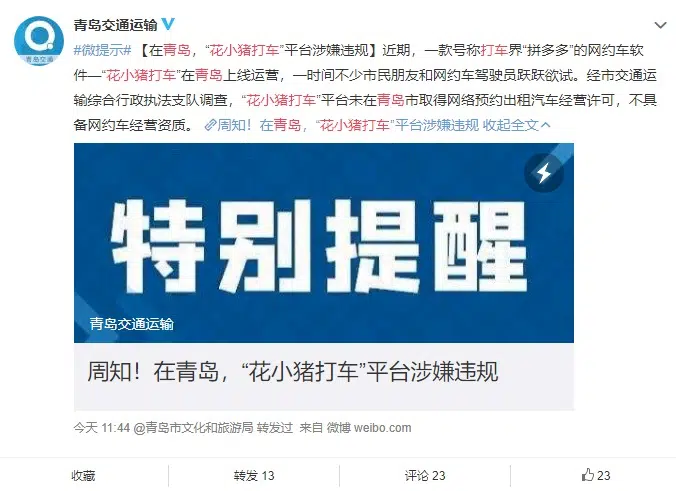 青岛交通运输
#微提示# 【在青岛，“花小猪打车”平台涉嫌违规】近期，一款号称打车界“拼多多”的网约车软
件—“花小猪打车”在青岛上线运营，一时间不少市民朋友和网约车驾驶员跃跃欲试。经市交通运
输综合行政执法支队调查，“花小猪打车”平台未在青岛市取得网络预约出租汽车经营许可，不具
备网约车经营资质。 周知！在青岛，“花小猪打车”平台涉嫌违规 收起全文
特别提醒
青岛交通运输
周知！在青岛，“花小猪打车”平台涉嫌违规
今天 11:44 @青岛市文化和旅游局 转发过 来自 微博 weibo.com
收藏 转发 13 评论 23 23